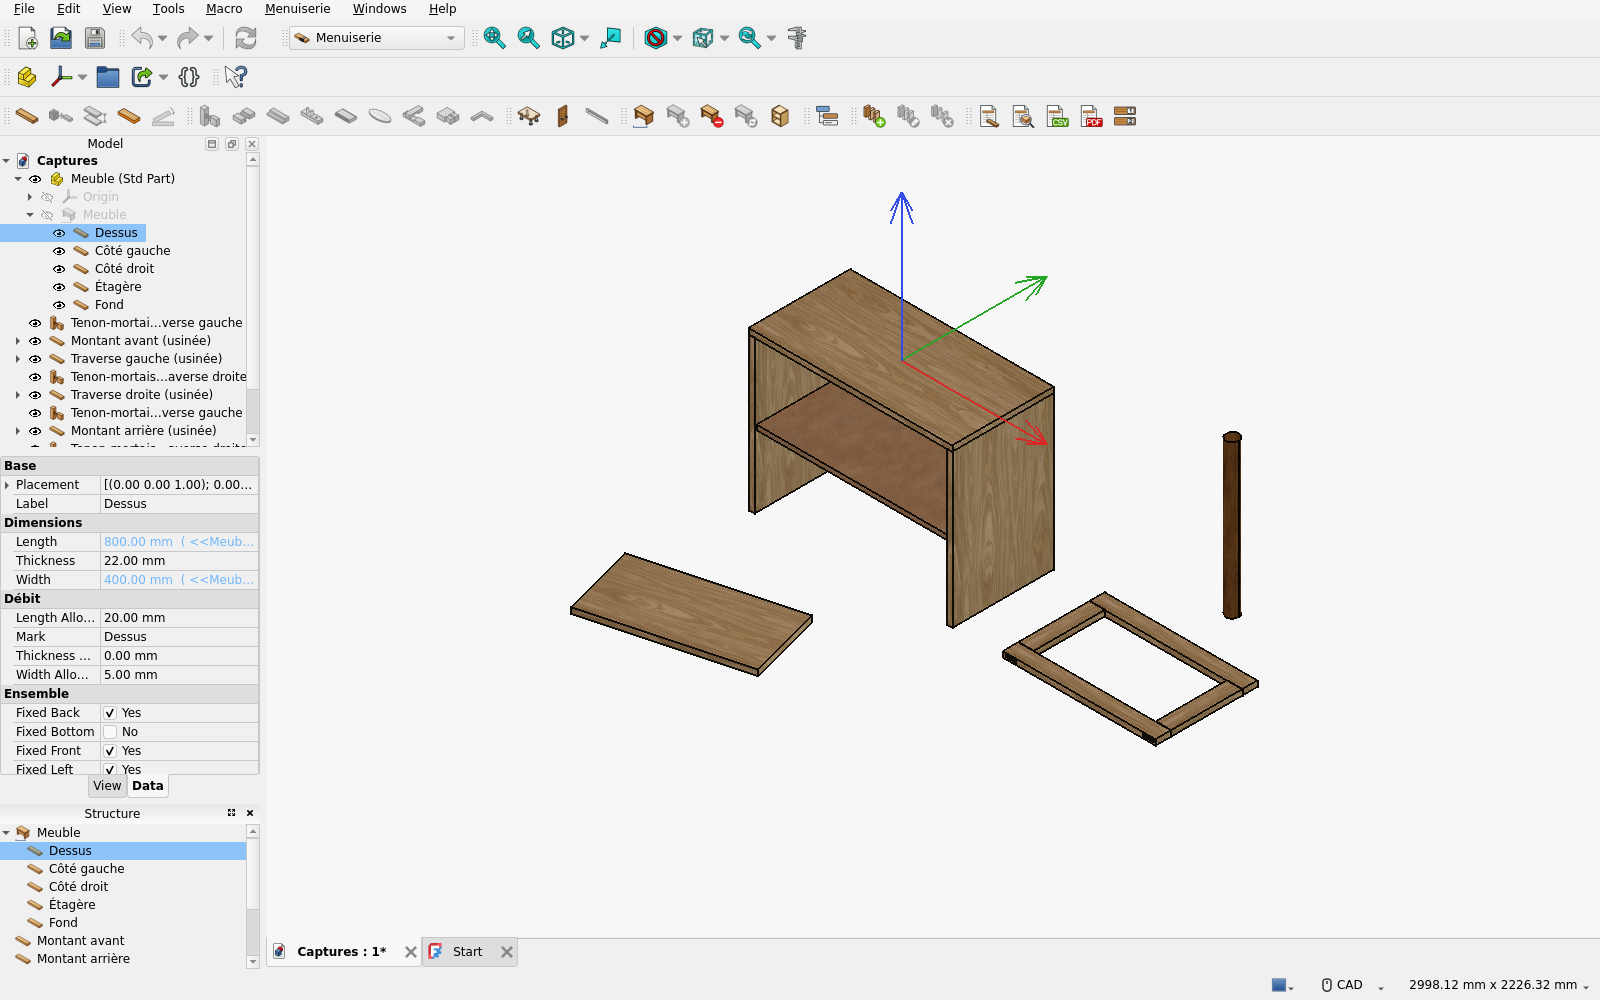 File Edit View Tools Macro Menuiserie Windows Help
Menuiserie
CSV PDF
Model
Captures
Meuble (Std Part)
Origin
Meuble
Dessus
Côté gauche
Côté droit
Étagère
Fond
Tenon-mortai...verse gauche
Montant avant (usinée)
Traverse gauche (usinée)
Tenon-mortais...averse droite
Traverse droite (usinée)
Tenon-mortai...verse gauche
Montant arrière (usinée)
Base
Placement [(0.00 0.00 1.00); 0.00...
Label Dessus
Dimensions
Length 800.00 mm ( <<Meub...
Thickness 22.00 mm
Width 400.00 mm ( <<Meub...
Débit
Length Allo... 20.00 mm
Mark Dessus
Thickness ... 0.00 mm
Width Allo... 5.00 mm
Ensemble
Fixed Back Yes
Fixed Bottom No
Fixed Front Yes
Fixed Left Yes
View Data
Structure
Meuble
Dessus
Côté gauche
Côté droit
Étagère
Fond
Montant avant
Montant arrière
Captures : 1* Start
CAD 2998.12 mm x 2226.32 mm